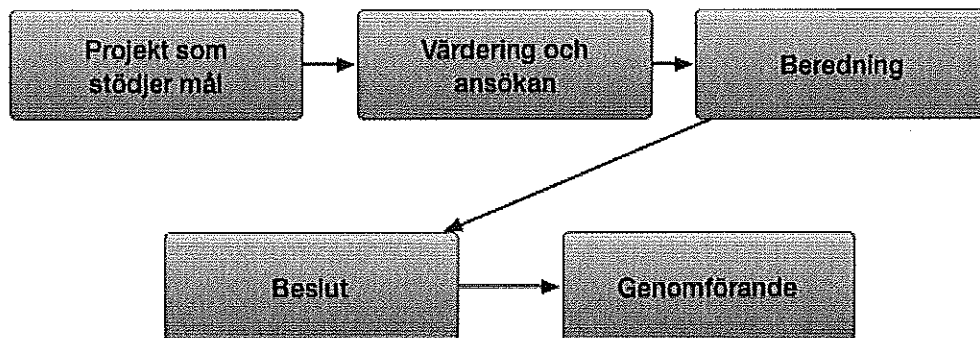 Projekt som
stödjer mål
Värdering och
ansökan
Beredning
Beslut
Genomförande